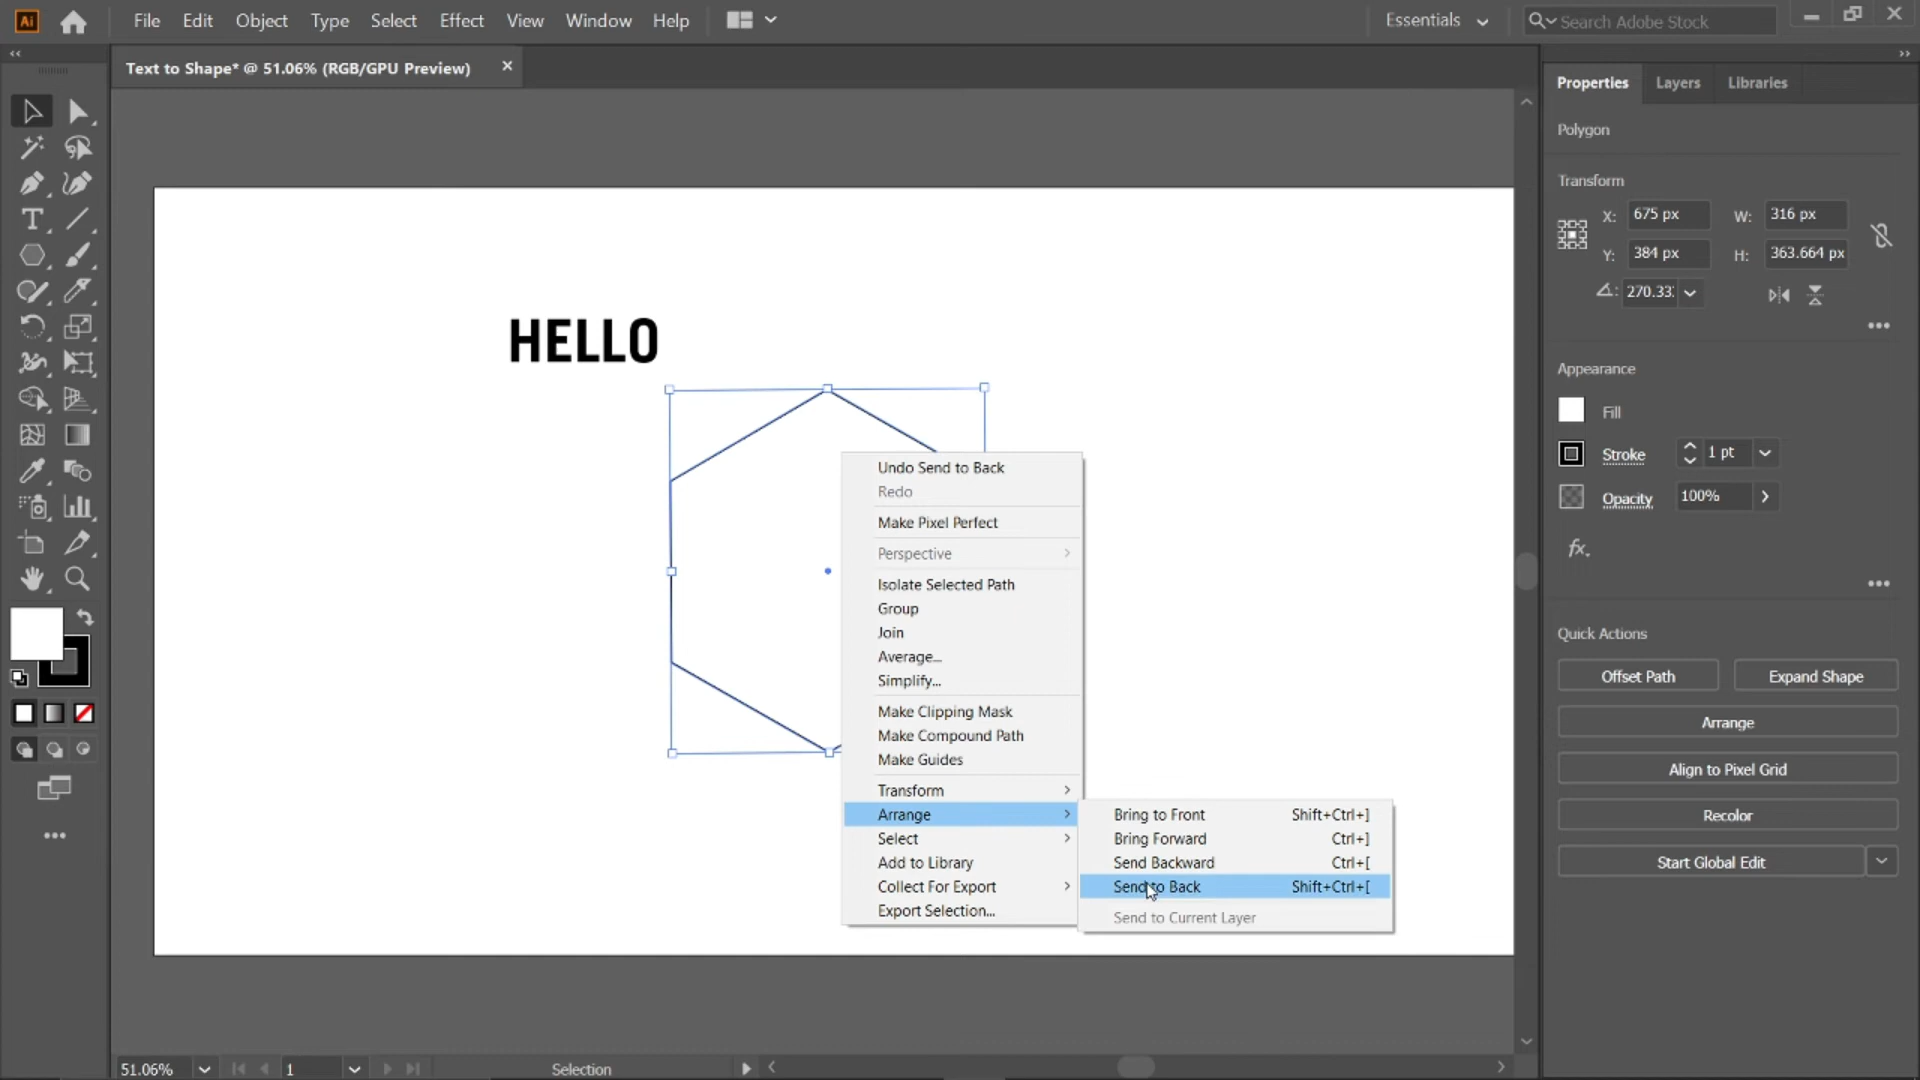 Ai
File Edit Object Type Select Effect View Window Help
Essentials
Search Adobe Stock
Text to Shape* @ 51.06% (RGB/GPU Preview)
HELLO
Undo Send to Back
Redo
Make Pixel Perfect
Perspective
Isolate Selected Path
Group
Join
Average...
Simplify...
Make Clipping Mask
Make Compound Path
Make Guides
Transform
Arrange
Select
Add to Library
Collect For Export
Export Selection...
Bring to Front Shift+Ctrl+]
Bring Forward Ctrl+]
Send Backward Ctrl+[
Send to Back Shift+Ctrl+[
Send to Current Layer
Properties Layers Libraries
Polygon
Transform
X: 675 px W: 316 px
Y: 384 px H: 363.664 px
270.33
Appearance
Fill
Stroke 1 pt
Opacity 100%
fx.
Quick Actions
Offset Path Expand Shape
Arrange
Align to Pixel Grid
Recolor
Start Global Edit
51.06% 1 Selection